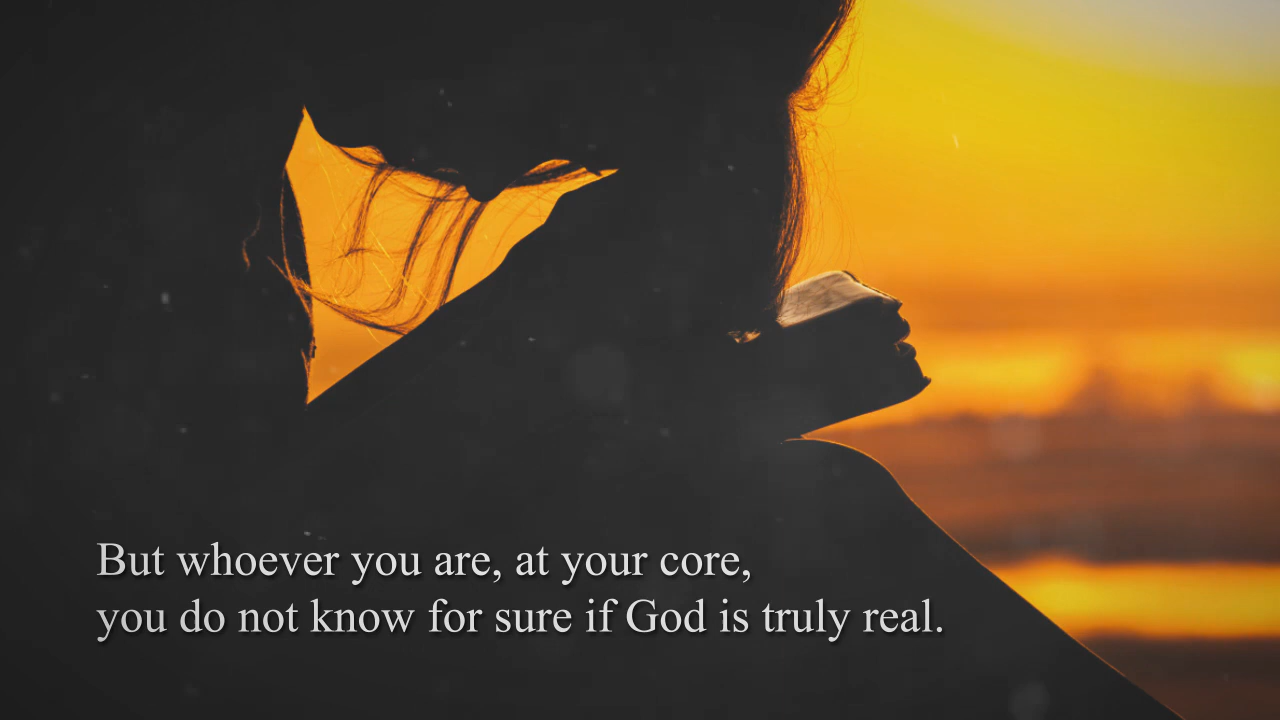 But whoever you are, at your core,
you do not know for sure if God is truly real.